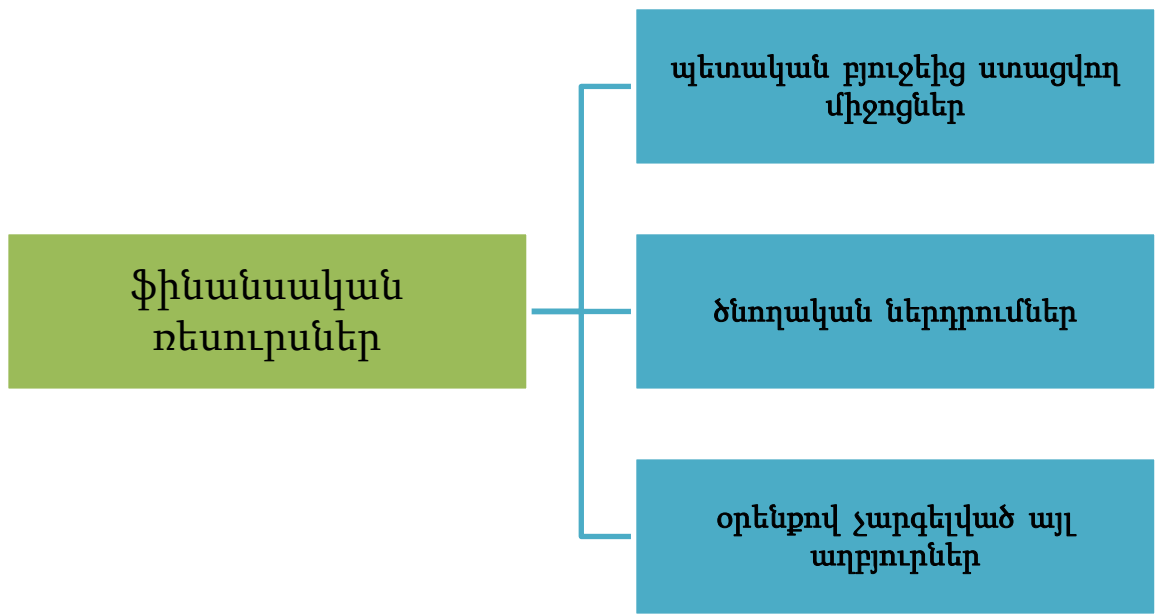 պետական բյուջեից ստացվող
միջոցներ
ֆինանսական
ռեսուրսներ
ծնողական ներդրումներ
օրենքով չարգելված այլ
աղբյուրներ